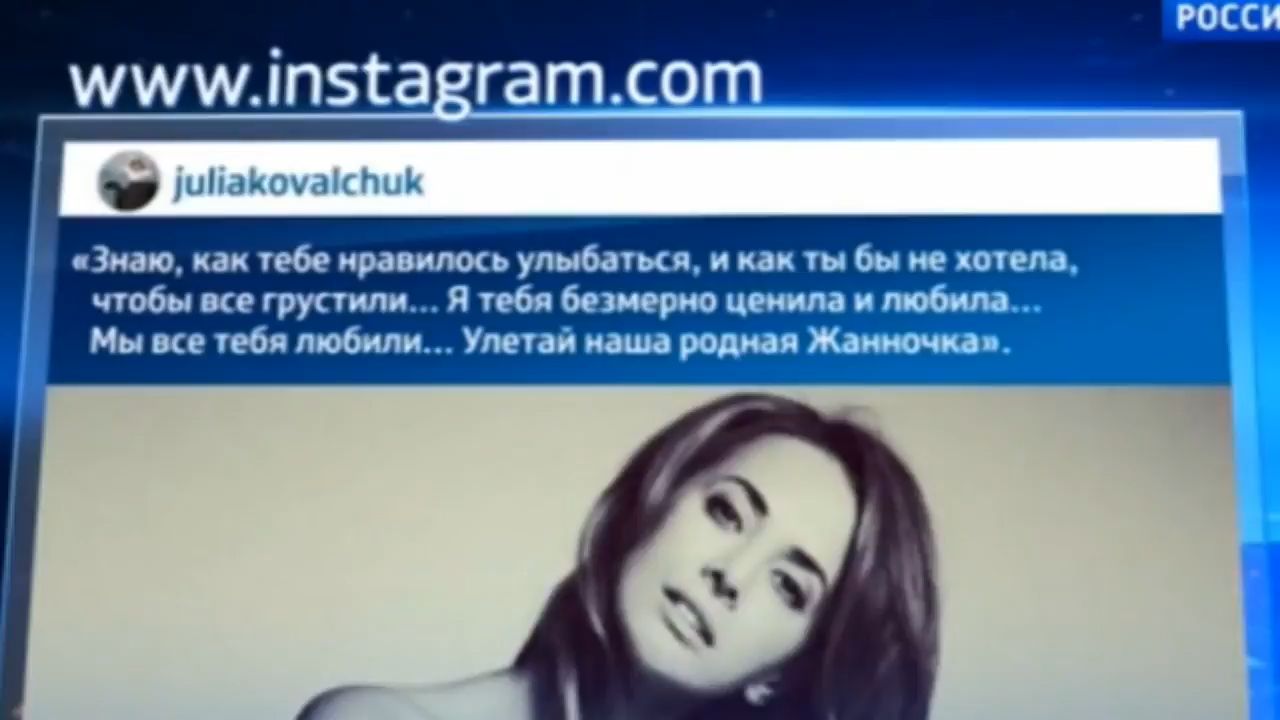 РОССИ
www.instagram.com
juliakovalchuk
«Знаю, как тебе нравилось улыбаться, и как ты бы не хотела,
чтобы все грустили... Я тебя безмерно ценила и любила...
Мы все тебя любили... Улетай наша родная Жанночка».